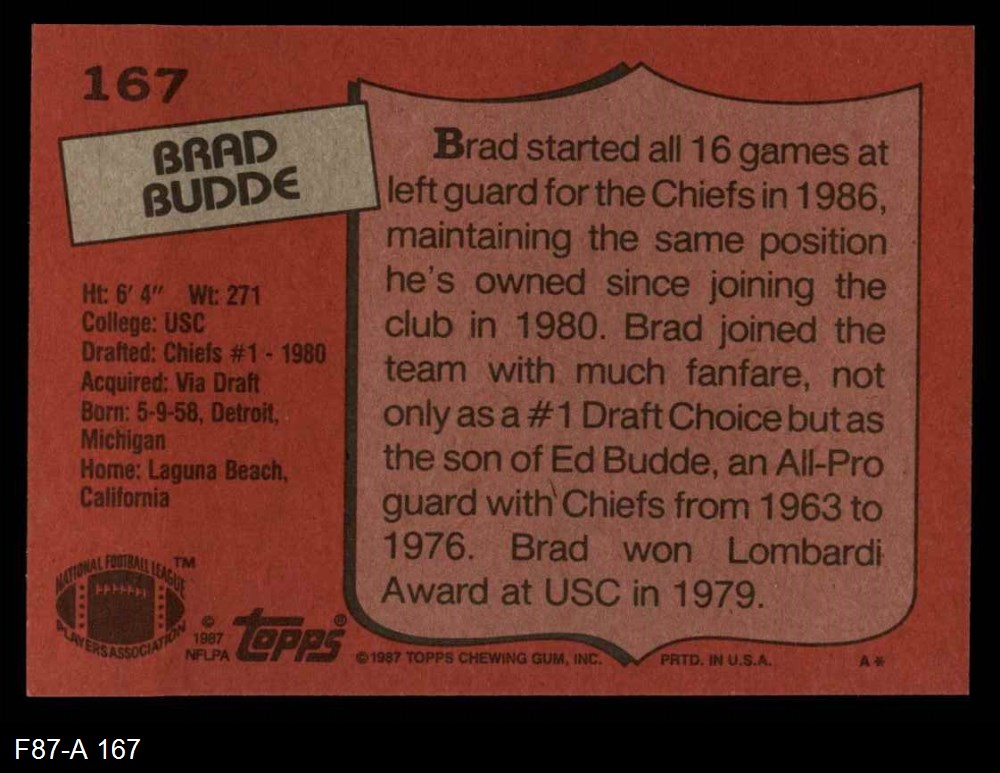 167
BRAD
BUDDE
Ht: 6' 4" Wt: 271
College: USC
Drafted: Chiefs #1 - 1980
Acquired: Via Draft
Born: 5-9-58, Detroit,
Michigan
Home: Laguna Beach,
California
NATIONAL FOOTBALL LEAGUE ™
PLAYERS ASSOCIATION
©
1987
NFLPA
topps®
Brad started all 16 games at
left guard for the Chiefs in 1986,
maintaining the same position
he's owned since joining the
club in 1980. Brad joined the
team with much fanfare, not
only as a #1 Draft Choice but as
the son of Ed Budde, an All-Pro
guard with Chiefs from 1963 to
1976. Brad won Lombardi
Award at USC in 1979.
© 1987 TOPPS CHEWING GUM, INC. PRTD. IN U.S.A. A*
F87-A 167